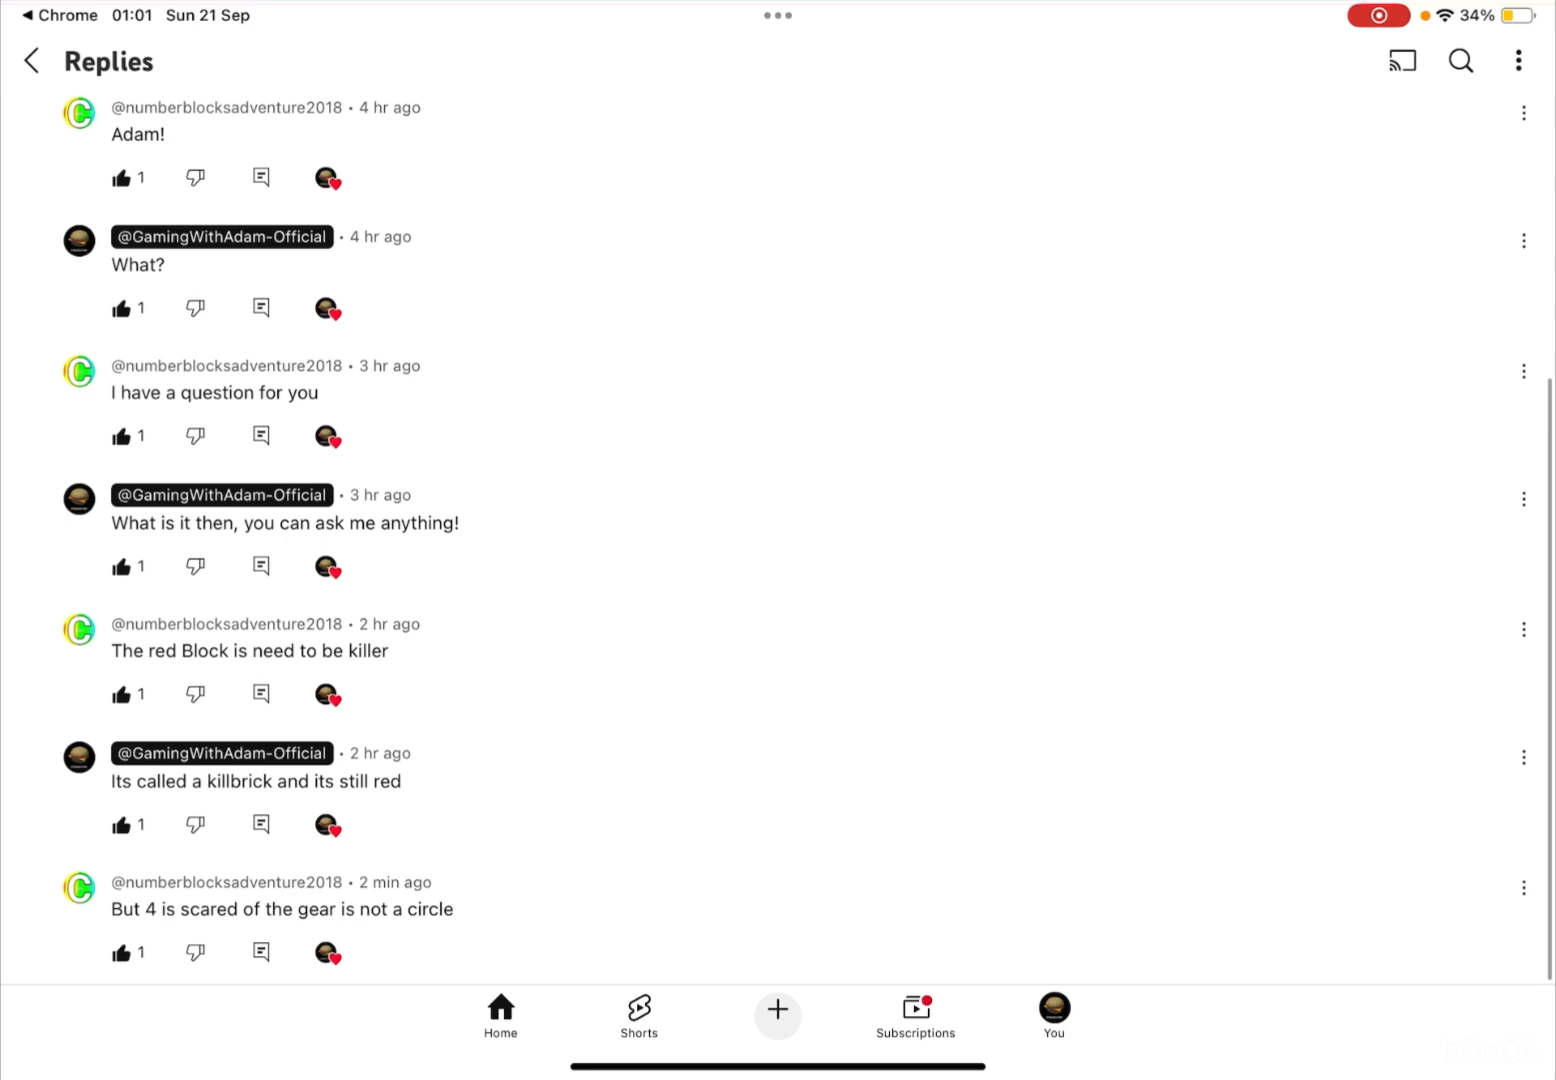 ◀ Chrome 01:01 Sun 21 Sep
34%
Replies
@numberblocksadventure2018 • 4 hr ago
Adam!
1
@GamingWithAdam-Official • 4 hr ago
What?
1
@numberblocksadventure2018 • 3 hr ago
I have a question for you
1
@GamingWithAdam-Official • 3 hr ago
What is it then, you can ask me anything!
1
@numberblocksadventure2018 • 2 hr ago
The red Block is need to be killer
1
@GamingWithAdam-Official • 2 hr ago
Its called a killbrick and its still red
1
@numberblocksadventure2018 • 2 min ago
But 4 is scared of the gear is not a circle
1
Home Shorts Subscriptions You